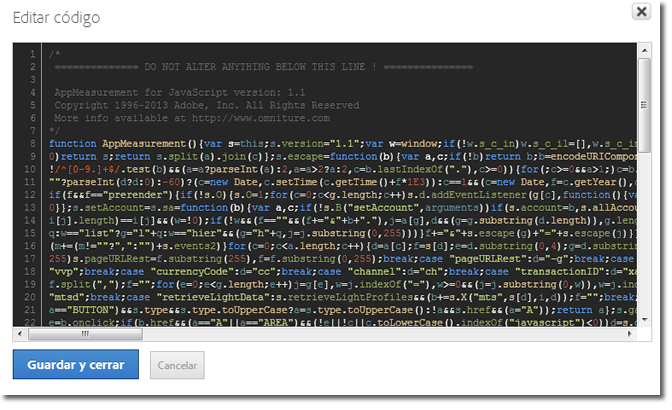 Editar código
1 /*
2 ============== DO NOT ALTER ANYTHING BELOW THIS LINE ! ===============
3
4 AppMeasurement for JavaScript version: 1.1
5 Copyright 1996-2013 Adobe, Inc. All Rights Reserved
6 More info available at http://www.omniture.com
7 */
8 function AppMeasurement(){var s=this;s.version="1.1";var w=window;if(!w.s_c_in)w.s_c_il=[],w.s_c_in
9 0)return s;return s.split(a).join(c)};s.escape=function(b){var a,c;if(!b)return b;b=encodeURICompon
10 !/^[0-9.]+$/.test(b)&&(a=a?parseInt(a):2,a=a>2?a:2,c=b.lastIndexOf("."),c>=0)){for(;c>=0&&a>1;)c=b.
11 ""?parseInt(d?d:0):-60)?(c=new Date,c.setTime(c.getTime()+f*1E3)):c==1&&(c=new Date,f=c.getYear(),
12 if(f&&f=="prerender"){if(!s.O){s.O=1;for(c=0;c<g.length;c++)s.d.addEventListener(g[c],function(){va
13 0}};s.setAccount=s.sa=function(b){var a,c;if(!s.B("setAccount",arguments))if(s.account=b,s.allAccou
14 i[j].length)==i[j]&&(w=!0);if(!w&&(f==""&&(f+="&"+b+"."),j=a[g],d&&(g=g.substring(d.length)),g.leng
15 q:w=="list"?g="l"+q:w=="hier"&&(g="h"+q,j=j.substring(0,255))))f+="&"+s.escape(g)+"="+s.escape(j)}}
16 (m+=(m!=""?",":"")+s.events2))for(c=0;c<a.length;c++){d=a[c];f=s[d];e=d.substring(0,4);g=d.substrin
17 255)s.pageURLRest=f.substring(255),f=f.substring(0,255);break;case "pageURLRest":d="-g";break;case
18 "vvp";break;case "currencyCode":d="cc";break;case "channel":d="ch";break;case "transactionID":d="xa
19 f.split(","),f="";for(e=0;e<g.length;e++)j=g[e],w=j.indexOf("="),w>=0&&(j=j.substring(0,w)),w=j.ind
20 "mtsd";break;case "retrieveLightData":s.retrieveLightProfiles&&(b+=s.X("mts",s[d],i,d));f="";break;
21 a=="BUTTON")&&s.type&&s.type.toUpperCase?a=s.type.toUpperCase():!a&&s.href&&(a="A"));return a};s.ga
e=b.onclick;if(b.href&&(a=="A"||a=="AREA")&&(!e||!c||c.toLowerCase().indexOf("javascript")<0))d=s.
Guardar y cerrar
Cancelar